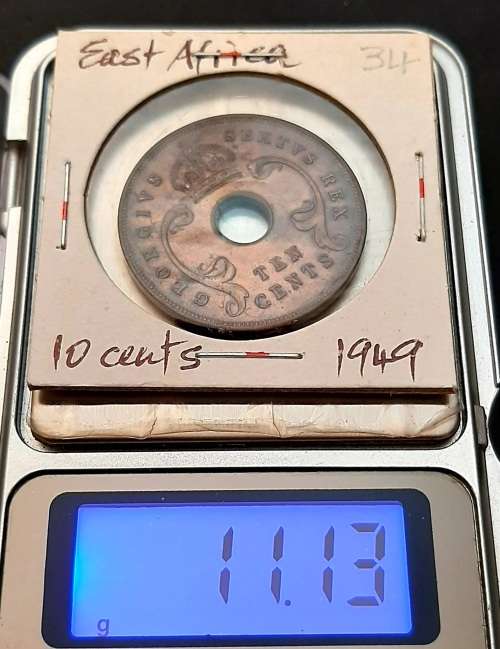 East Africa 34
GEORGIVS SEXTVS REX
TEN
CENTS
10 cents 1949
11.13
g